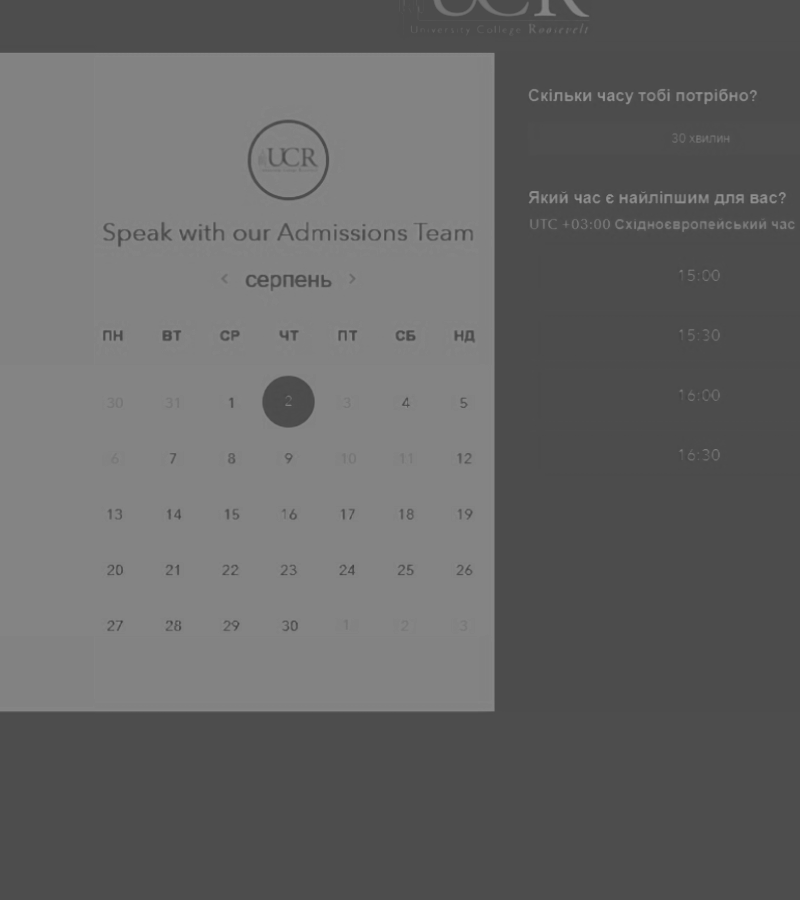 UCR
University College Roosevelt
UCR
Speak with our Admissions Team
< серпень >
ПН ВТ СР ЧТ ПТ СБ НД
30 31 1 2 3 4 5
6 7 8 9 10 11 12
13 14 15 16 17 18 19
20 21 22 23 24 25 26
27 28 29 30 1 2 3
Скільки часу тобі потрібно?
30 хвилин
Який час є найліпшим для вас?
UTC +03:00 Східноєвропейський час
15:00
15:30
16:00
16:30